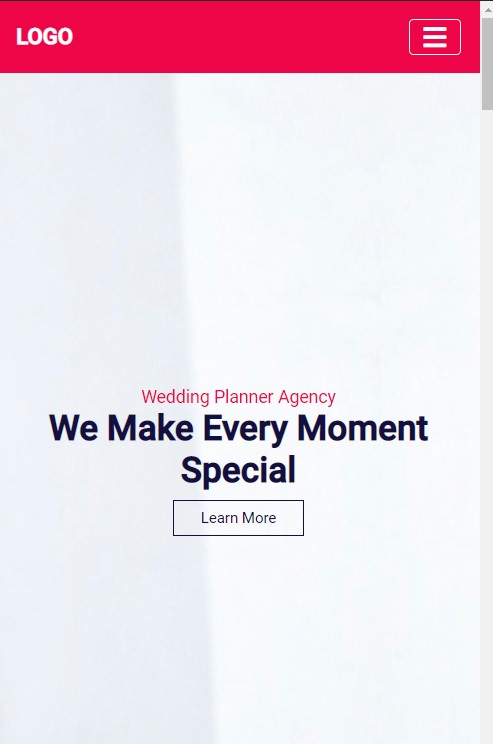 LOGO
Wedding Planner Agency
We Make Every Moment
Special
Learn More